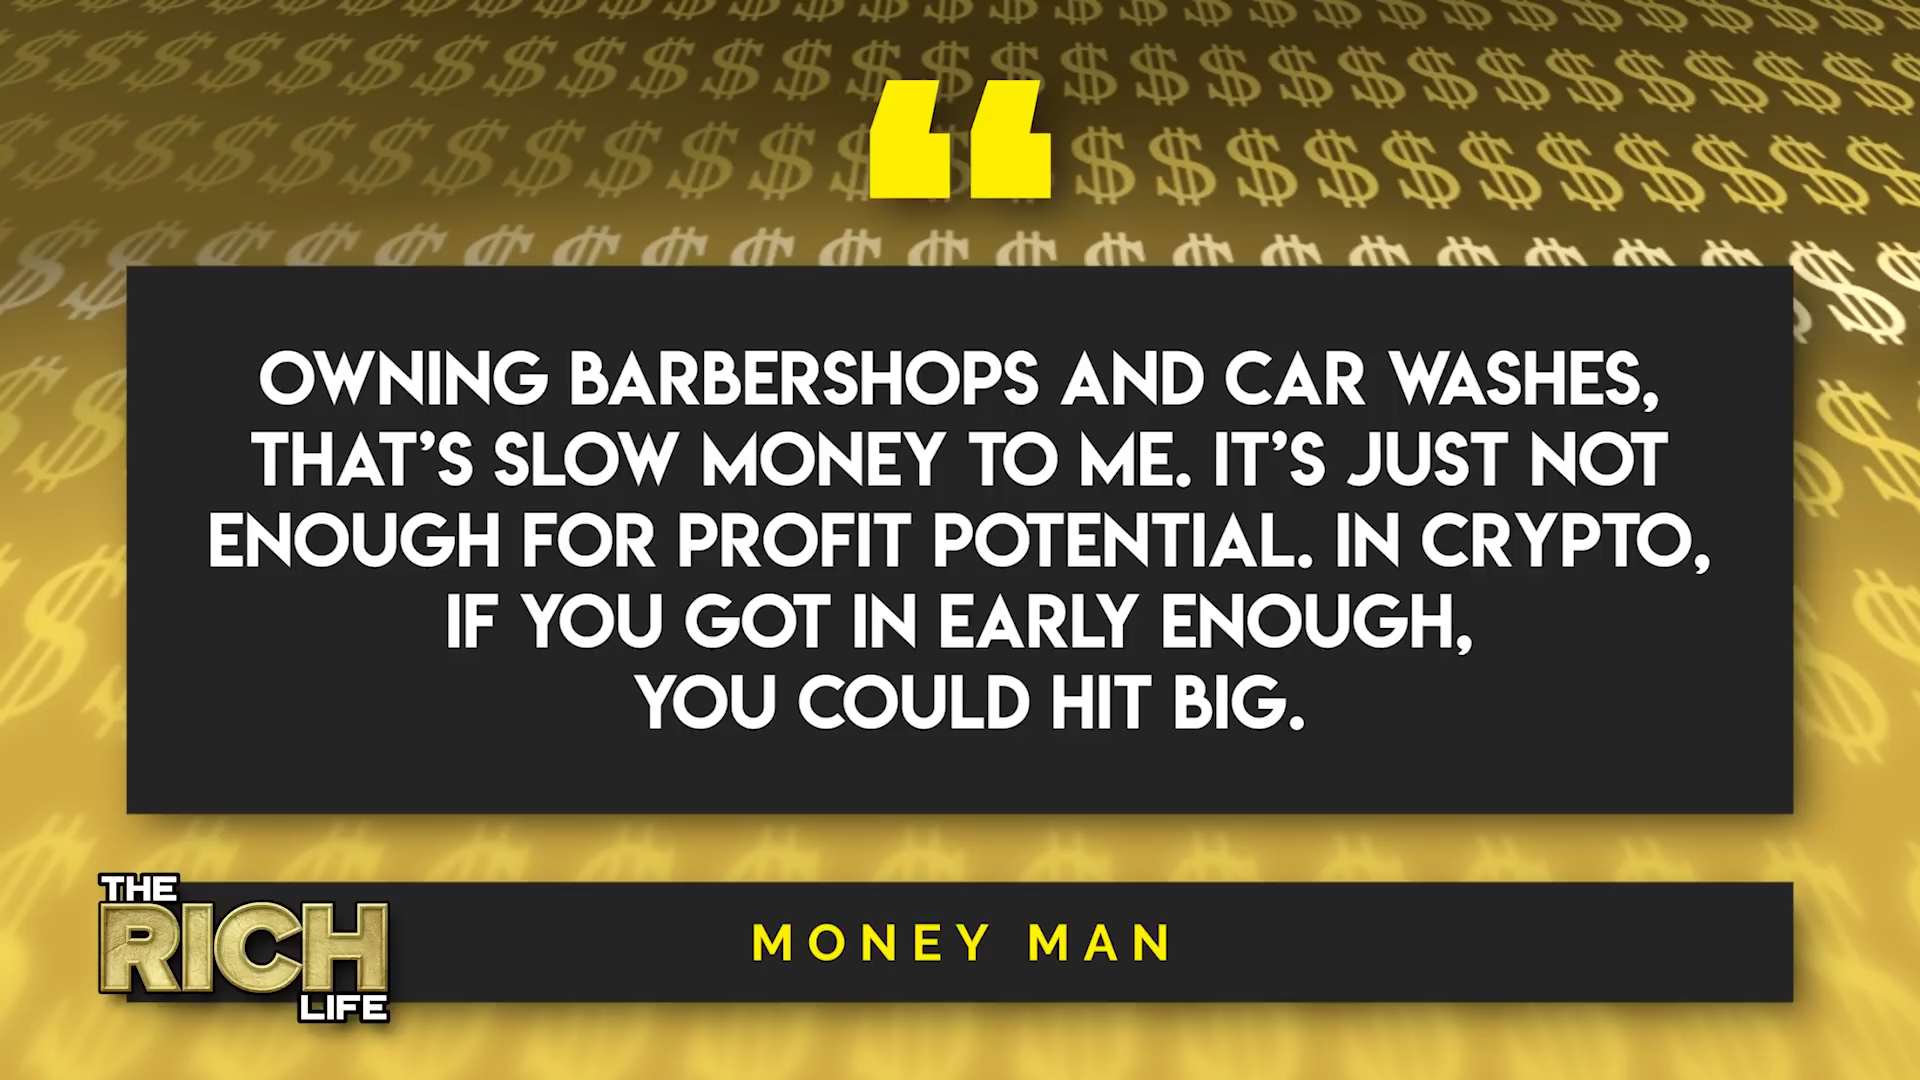 OWNING BARBERSHOPS AND CAR WASHES,
THAT’S SLOW MONEY TO ME. IT’S JUST NOT
ENOUGH FOR PROFIT POTENTIAL. IN CRYPTO,
IF YOU GOT IN EARLY ENOUGH,
YOU COULD HIT BIG.
THE
RICH
LIFE
MONEY MAN